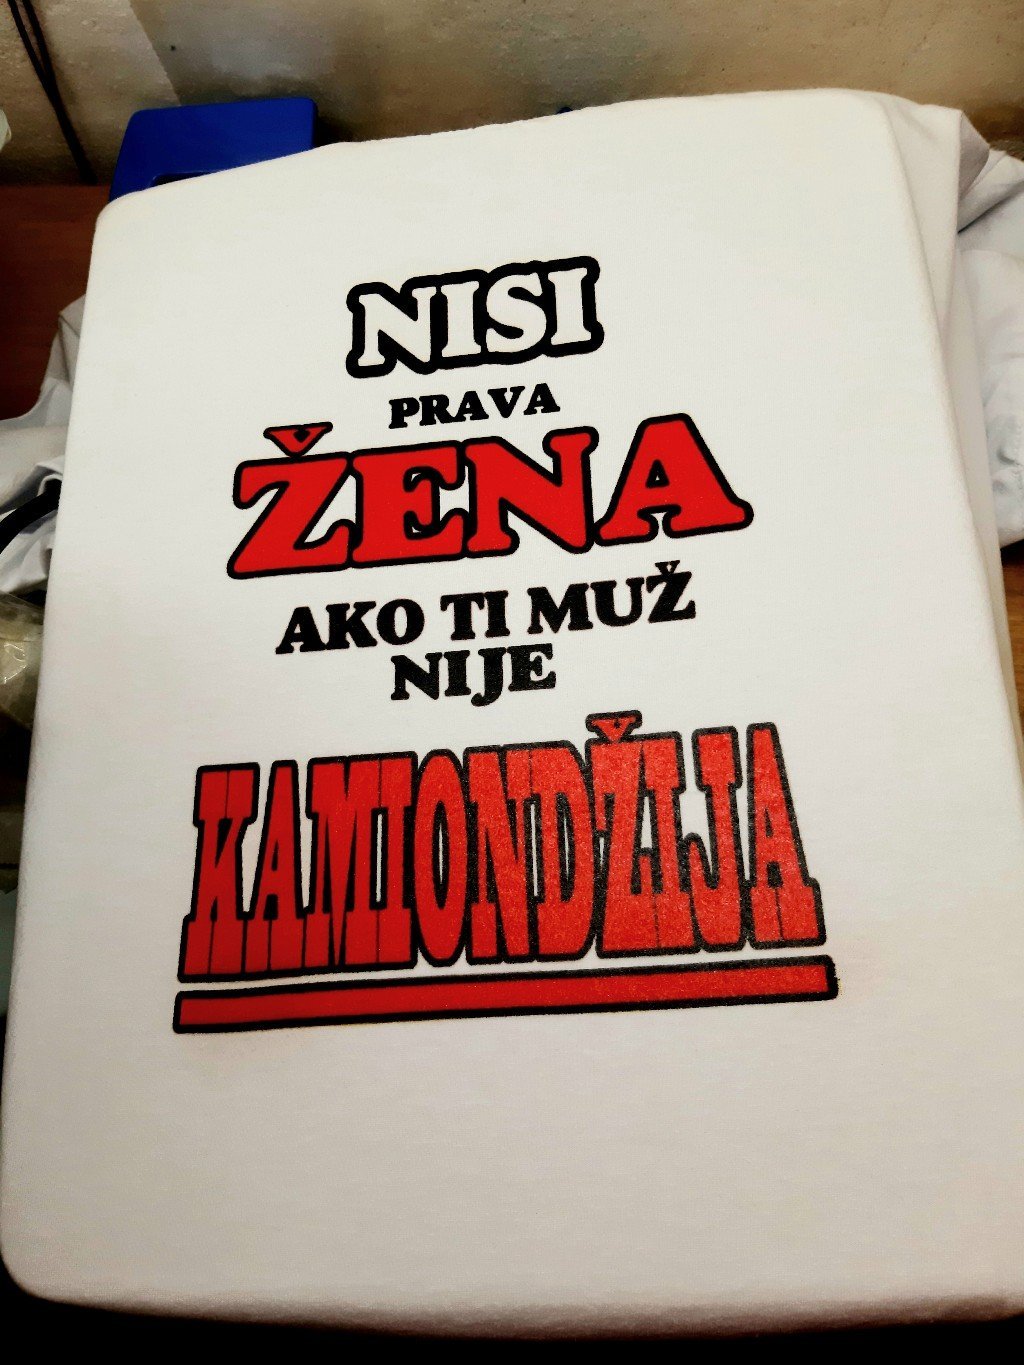 NISI
PRAVA
ŽENA
AKO TI MUŽ
NIJE
KAMIONDŽIJA